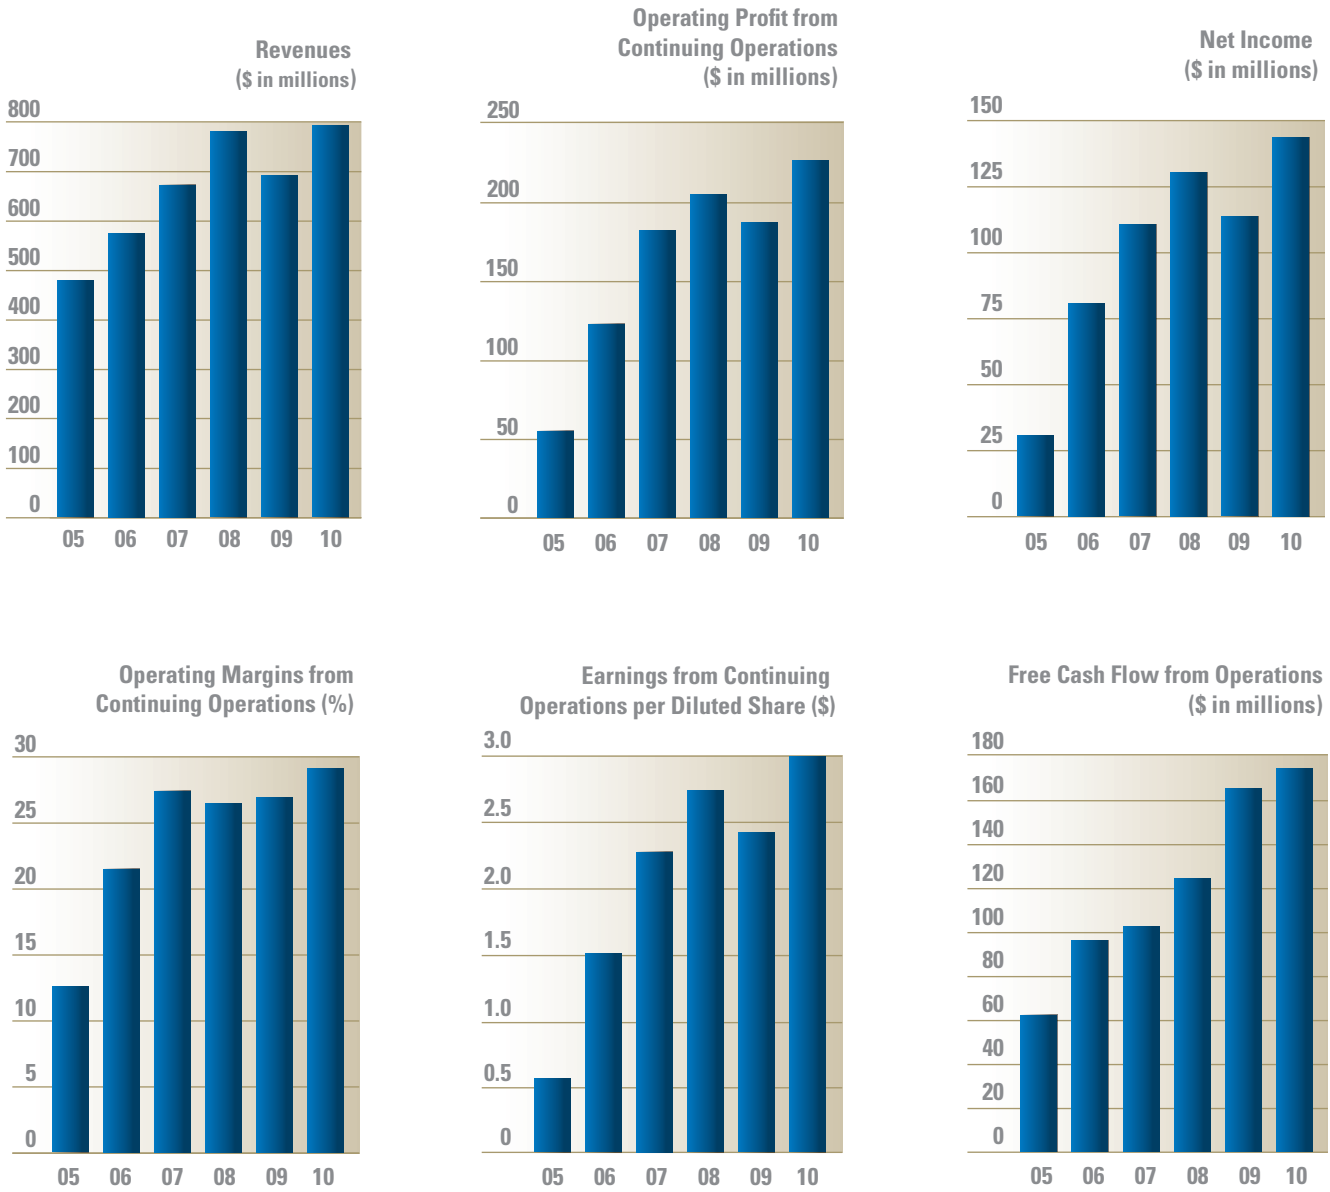 Revenues
($ in millions)
800
700
600
500
400
300
200
100
0
05 06 07 08 09 10
Operating Profit from
Continuing Operations
($ in millions)
250
200
150
100
50
0
05 06 07 08 09 10
Net Income
($ in millions)
150
125
100
75
50
25
0
05 06 07 08 09 10
Operating Margins from
Continuing Operations (%)
30
25
20
15
10
5
0
05 06 07 08 09 10
Earnings from Continuing
Operations per Diluted Share ($)
3.0
2.5
2.0
1.5
1.0
0.5
0
05 06 07 08 09 10
Free Cash Flow from Operations
($ in millions)
180
160
140
120
100
80
60
40
20
0
05 06 07 08 09 10